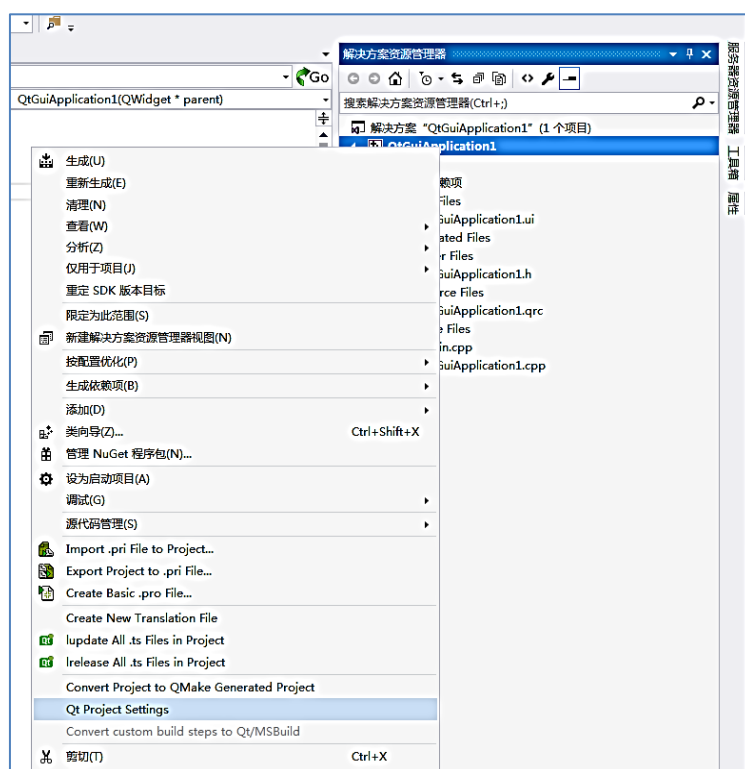 解决方案资源管理器
Go
QtGuiApplication1(QWidget * parent)
搜索解决方案资源管理器(Ctrl+;)
解决方案 "QtGuiApplication1" (1 个项目)
QtGuiApplication1
服务器资源管理器
工具箱
属性
生成(U)
重新生成(E)
赖项
清理(N)
Files
查看(W)
GuiApplication1.ui
分析(Z)
ated Files
仅用于项目(J)
r Files
GuiApplication1.h
重定 SDK 版本目标
rce Files
限定为此范围(S)
GuiApplication1.qrc
e Files
新建解决方案资源管理器视图(N)
in.cpp
按配置优化(P)
GuiApplication1.cpp
生成依赖项(B)
添加(D)
类向导(Z)... Ctrl+Shift+X
管理 NuGet 程序包(N)...
设为启动项目(A)
调试(G)
源代码管理(S)
Import .pri File to Project...
Export Project to .pri File...
Create Basic .pro File...
Create New Translation File
lupdate All .ts Files in Project
lrelease All .ts Files in Project
Convert Project to QMake Generated Project
Qt Project Settings
Convert custom build steps to Qt/MSBuild
剪切(T) Ctrl+X